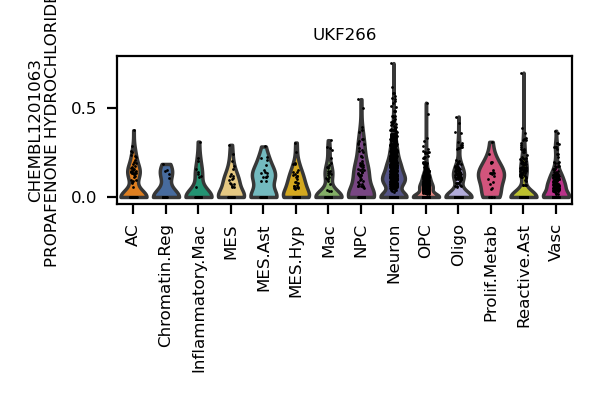 UKF266
CHEMBL1201063
PROPAFENONE HYDROCHLORIDE
0.5
0.0
AC
Chromatin.Reg
Inflammatory.Mac
MES
MES.Ast
MES.Hyp
Mac
NPC
Neuron
OPC
Oligo
Prolif.Metab
Reactive.Ast
Vasc